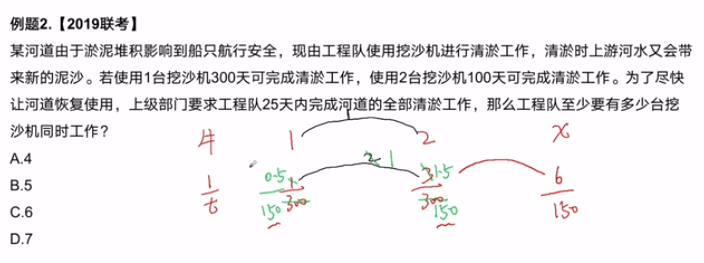 例题2.【2019联考】
某河道由于淤泥堆积影响到船只航行安全，现由工程队使用挖沙机进行清淤工作，清淤时上游河水又会带
来新的泥沙。若使用1台挖沙机300天可完成清淤工作，使用2台挖沙机100天可完成清淤工作。为了尽快
让河道恢复使用，上级部门要求工程队25天内完成河道的全部清淤工作，那么工程队至少要有多少台挖
沙机同时工作？
A.4
B.5
C.6
D.7
牛 1 2 x
1/t 0.5/150 1/300 2 1 3/300 1.5/150 6/150